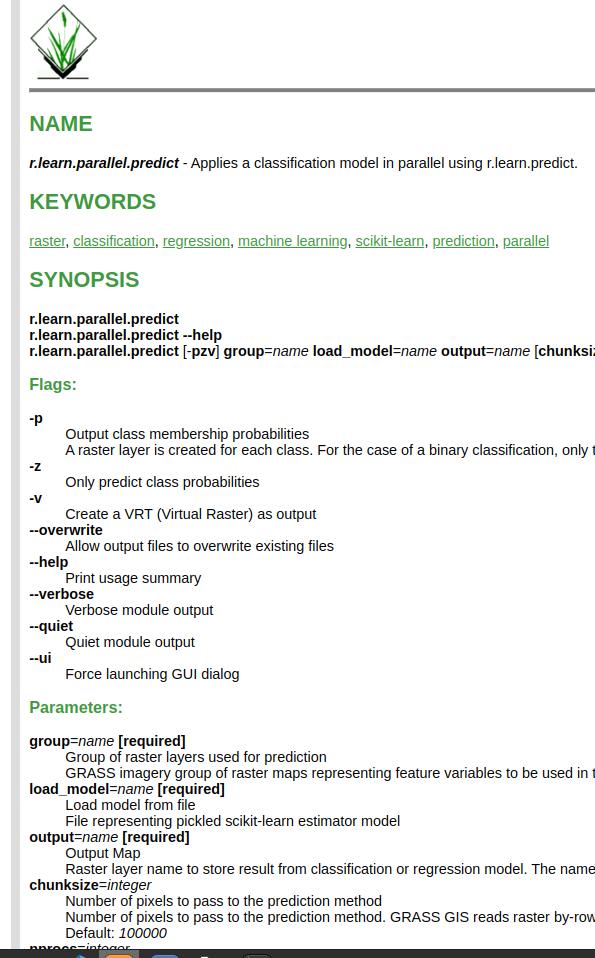 NAME
r.learn.parallel.predict - Applies a classification model in parallel using r.learn.predict.
KEYWORDS
raster, classification, regression, machine learning, scikit-learn, prediction, parallel
SYNOPSIS
r.learn.parallel.predict
r.learn.parallel.predict --help
r.learn.parallel.predict [-pzv] group=name load_model=name output=name [chunksiz
Flags:
-p
Output class membership probabilities
A raster layer is created for each class. For the case of a binary classification, only t
-z
Only predict class probabilities
-v
Create a VRT (Virtual Raster) as output
--overwrite
Allow output files to overwrite existing files
--help
Print usage summary
--verbose
Verbose module output
--quiet
Quiet module output
--ui
Force launching GUI dialog
Parameters:
group=name [required]
Group of raster layers used for prediction
GRASS imagery group of raster maps representing feature variables to be used in t
load_model=name [required]
Load model from file
File representing pickled scikit-learn estimator model
output=name [required]
Output Map
Raster layer name to store result from classification or regression model. The name
chunksize=integer
Number of pixels to pass to the prediction method
Number of pixels to pass to the prediction method. GRASS GIS reads raster by-row
Default: 100000
nprocs=integer